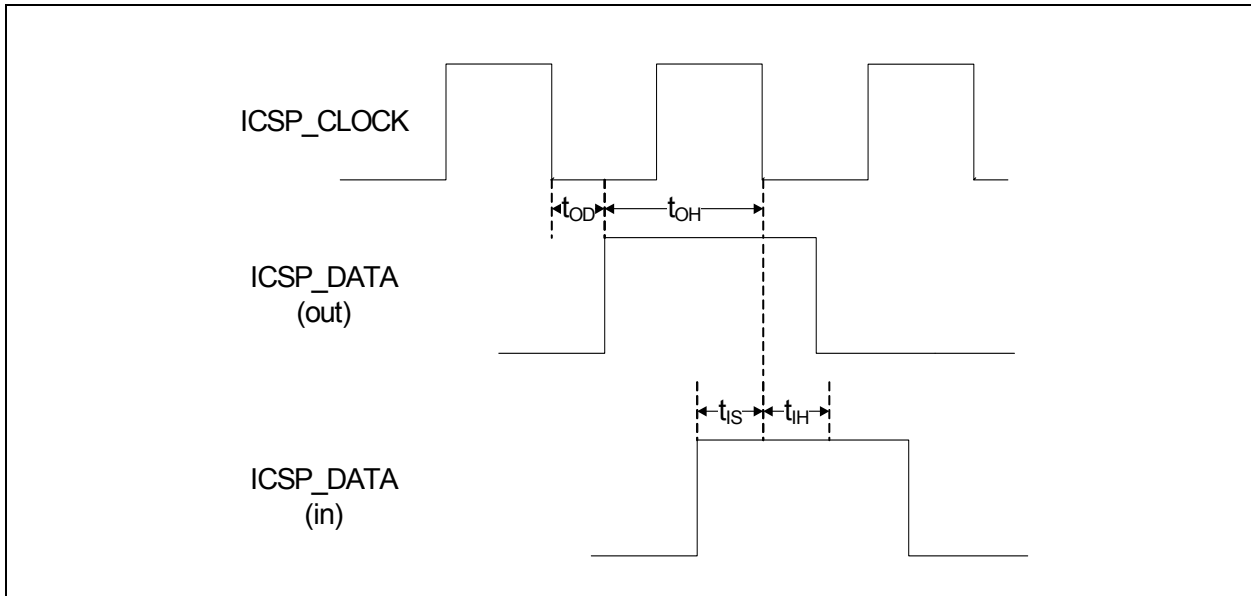 ICSP_CLOCK
tOD
tOH
ICSP_DATA
(out)
tIS
tIH
ICSP_DATA
(in)